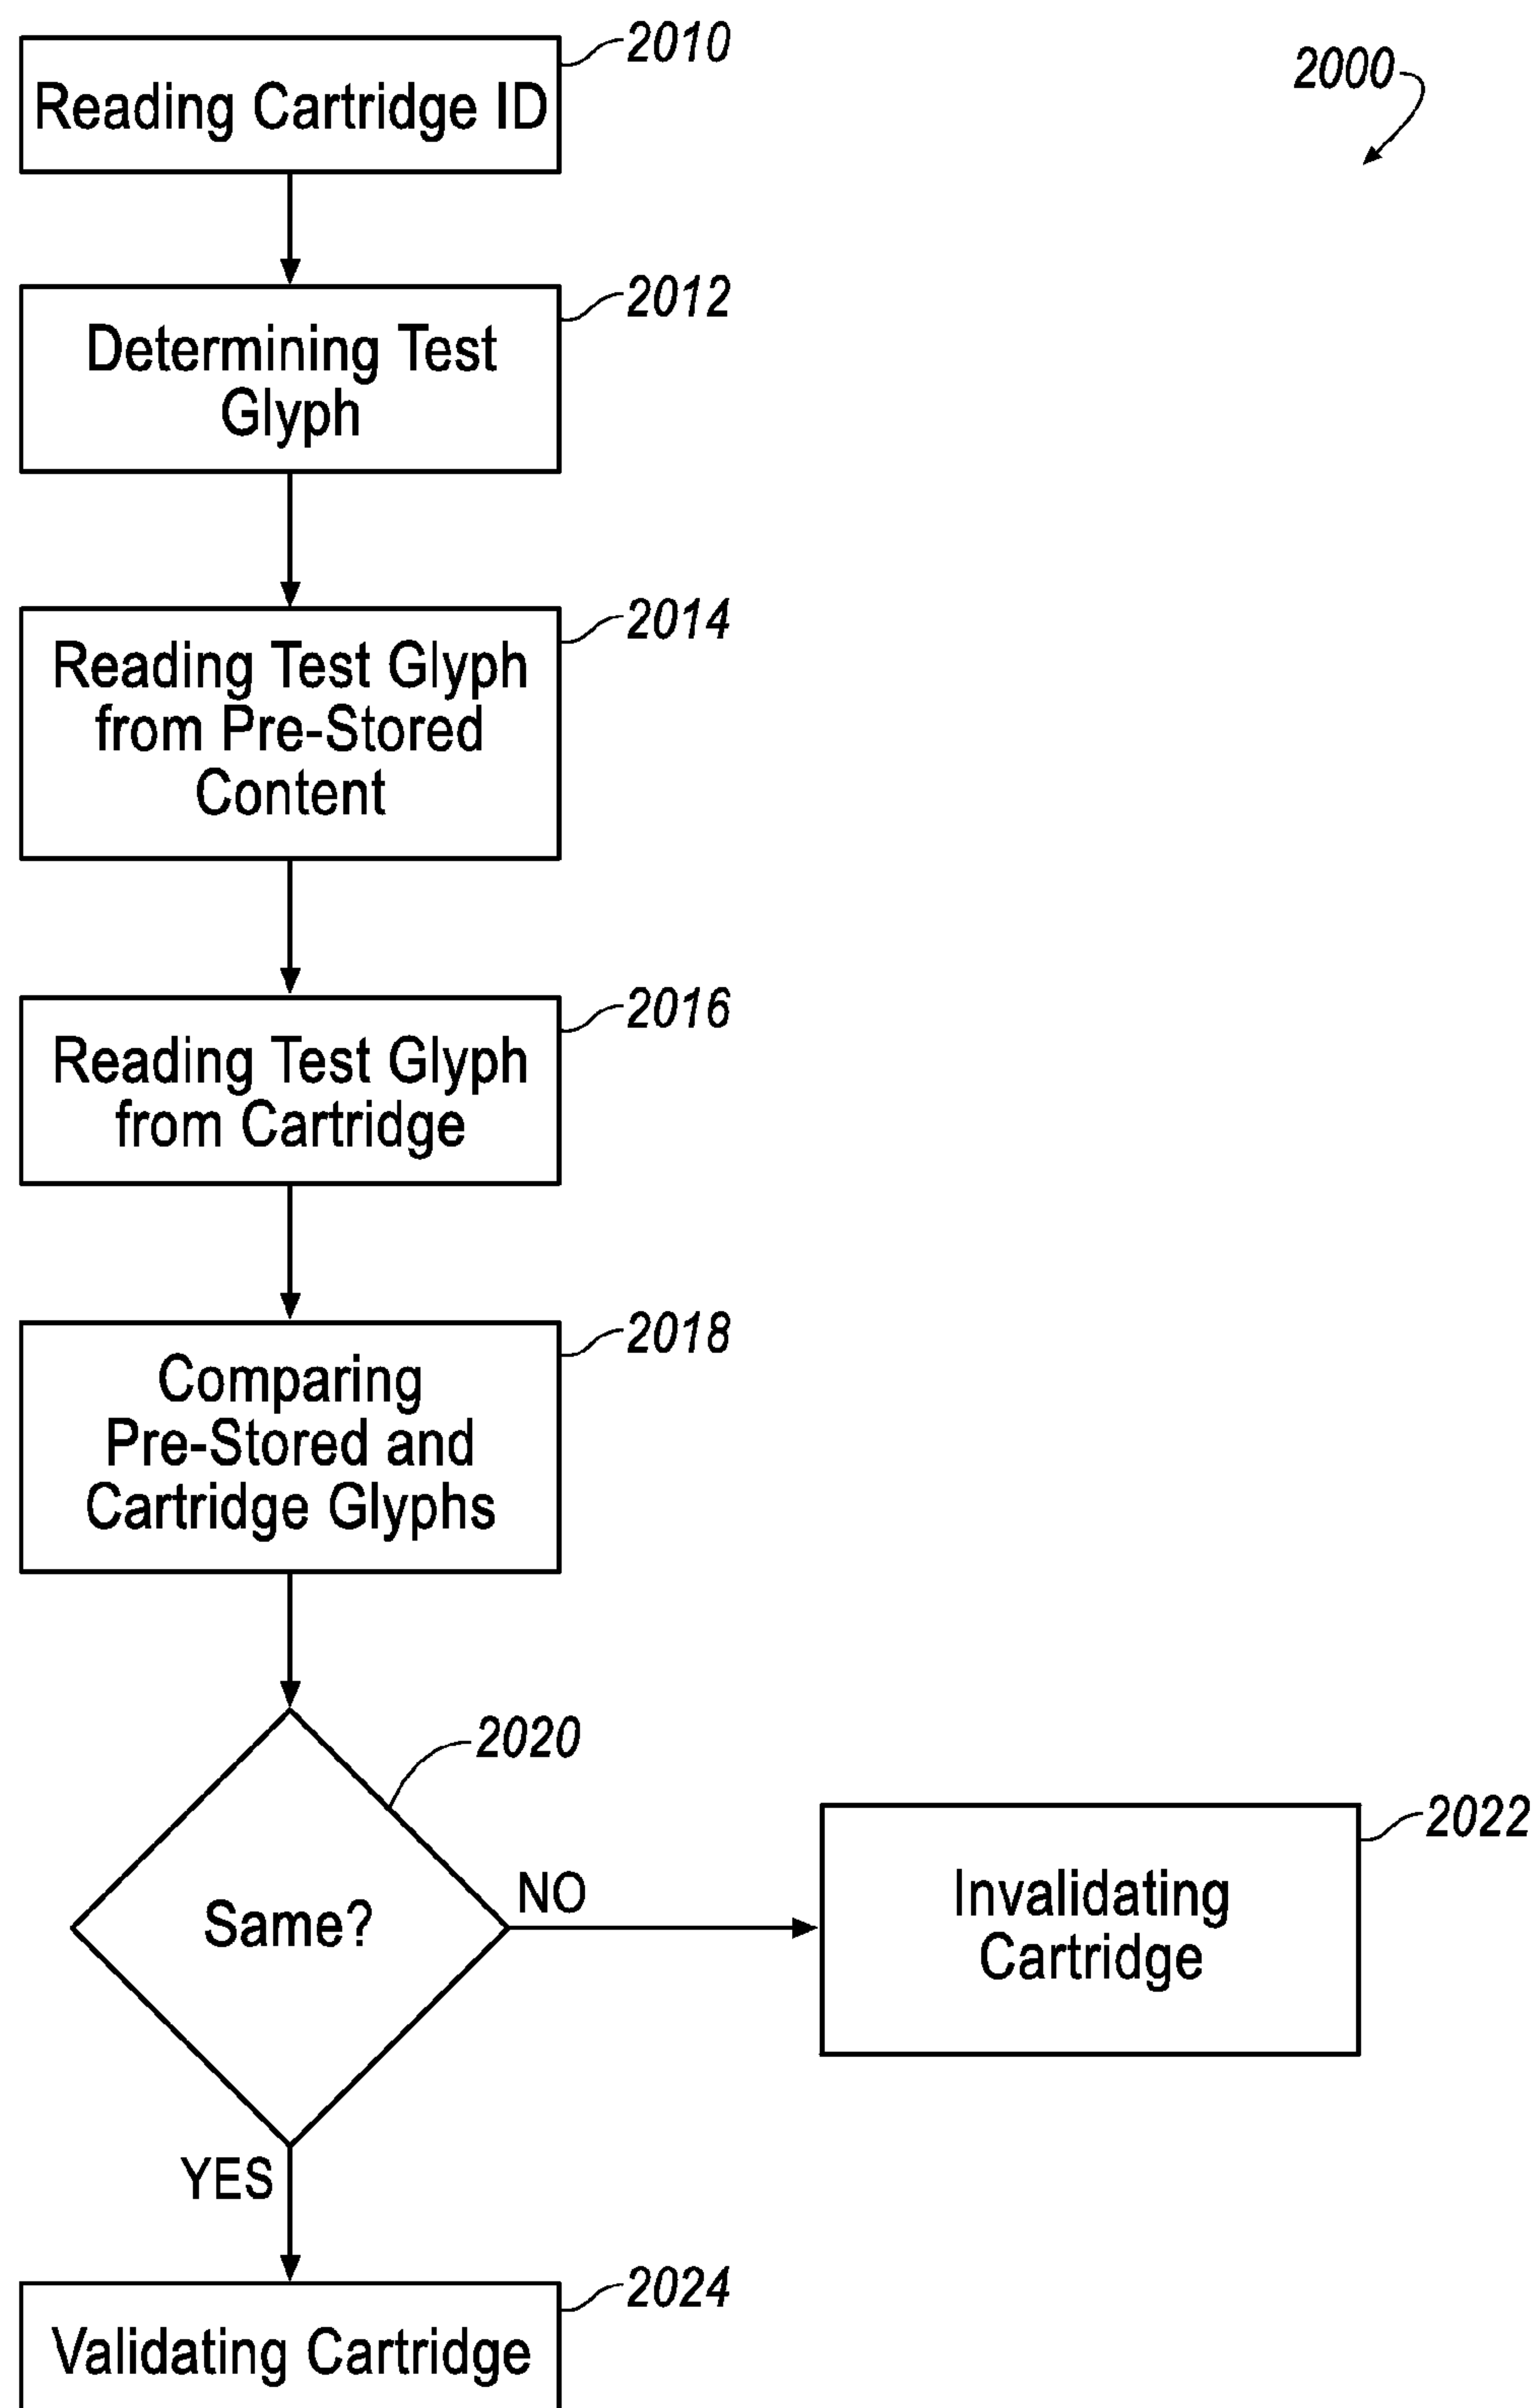 2010
2000
Reading Cartridge ID
2012
Determining Test
Glyph
2014
Reading Test Glyph
from Pre-Stored
Content
2016
Reading Test Glyph
from Cartridge
2018
Comparing
Pre-Stored and
Cartridge Glyphs
2020
2022
NO
Same?
Invalidating
Cartridge
YES
2024
Validating Cartridge